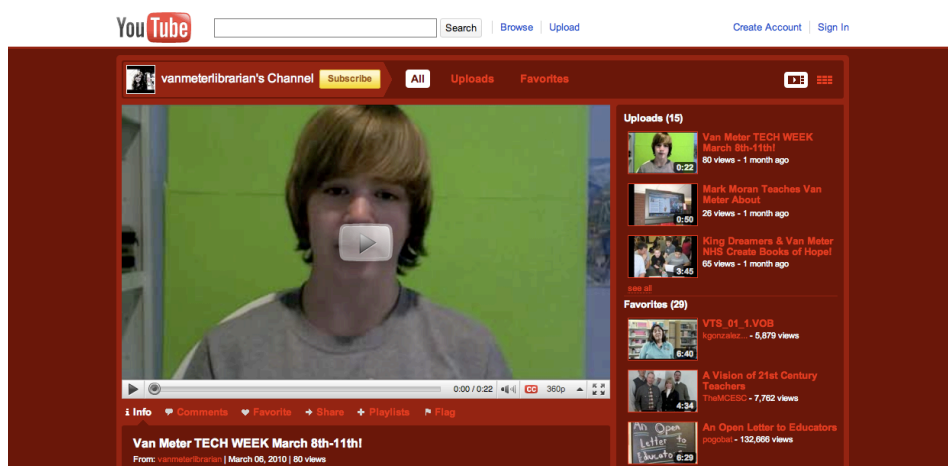 YouTube
Search
Browse
Upload
Create Account
Sign In
vanmeterlibrarian's Channel
Subscribe
All
Uploads
Favorites
Uploads (15)
Van Meter TECH WEEK
March 8th-11th!
80 views - 1 month ago
0:22
Mark Moran Teaches Van
Meter About
26 views - 1 month ago
0:50
King Dreamers & Van Meter
NHS Create Books of Hope!
65 views - 1 month ago
3:45
see all
Favorites (29)
VTS_01_1.VOB
kgonzalez... - 5,879 views
6:40
A Vision of 21st Century
Teachers
TheMCESC - 7,762 views
4:34
An Open Letter to Educators
pogobat - 132,666 views
An Open
Letter to
Educato
6:29
0:00 / 0:22
CC
360p
Info
Comments
Favorite
Share
Playlists
Flag
Van Meter TECH WEEK March 8th-11th!
From: vanmeterlibrarian | March 06, 2010 | 80 views